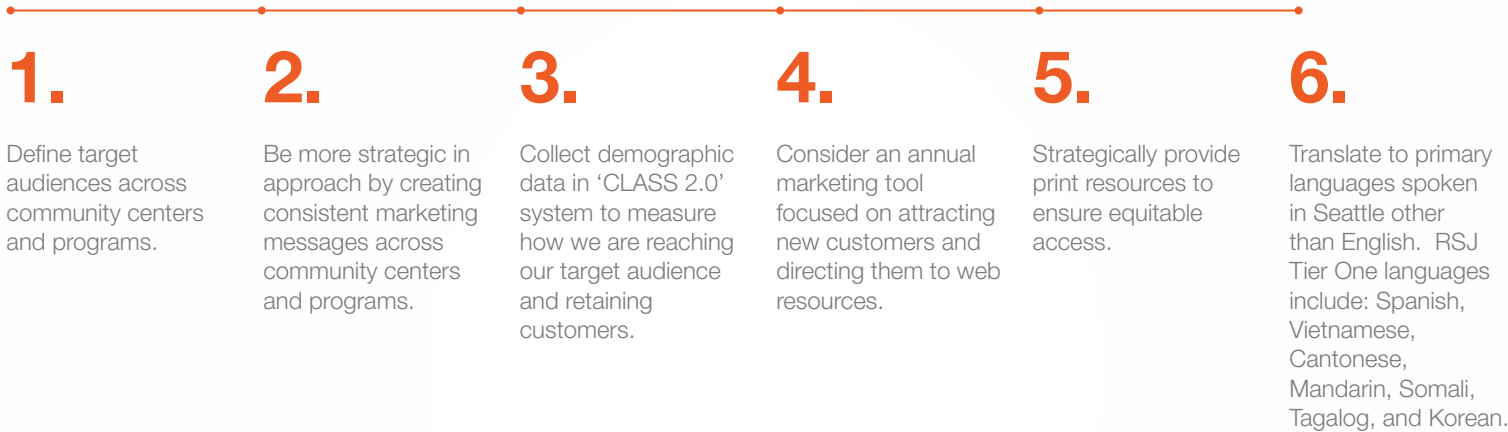 1.
Define target
audiences across
community centers
and programs.
2.
Be more strategic in
approach by creating
consistent marketing
messages across
community centers
and programs.
3.
Collect demographic
data in ‘CLASS 2.0’
system to measure
how we are reaching
our target audience
and retaining
customers.
4.
Consider an annual
marketing tool
focused on attracting
new customers and
directing them to web
resources.
5.
Strategically provide
print resources to
ensure equitable
access.
6.
Translate to primary
languages spoken
in Seattle other
than English.  RSJ
Tier One languages
include: Spanish,
Vietnamese,
Cantonese,
Mandarin, Somali,
Tagalog, and Korean.